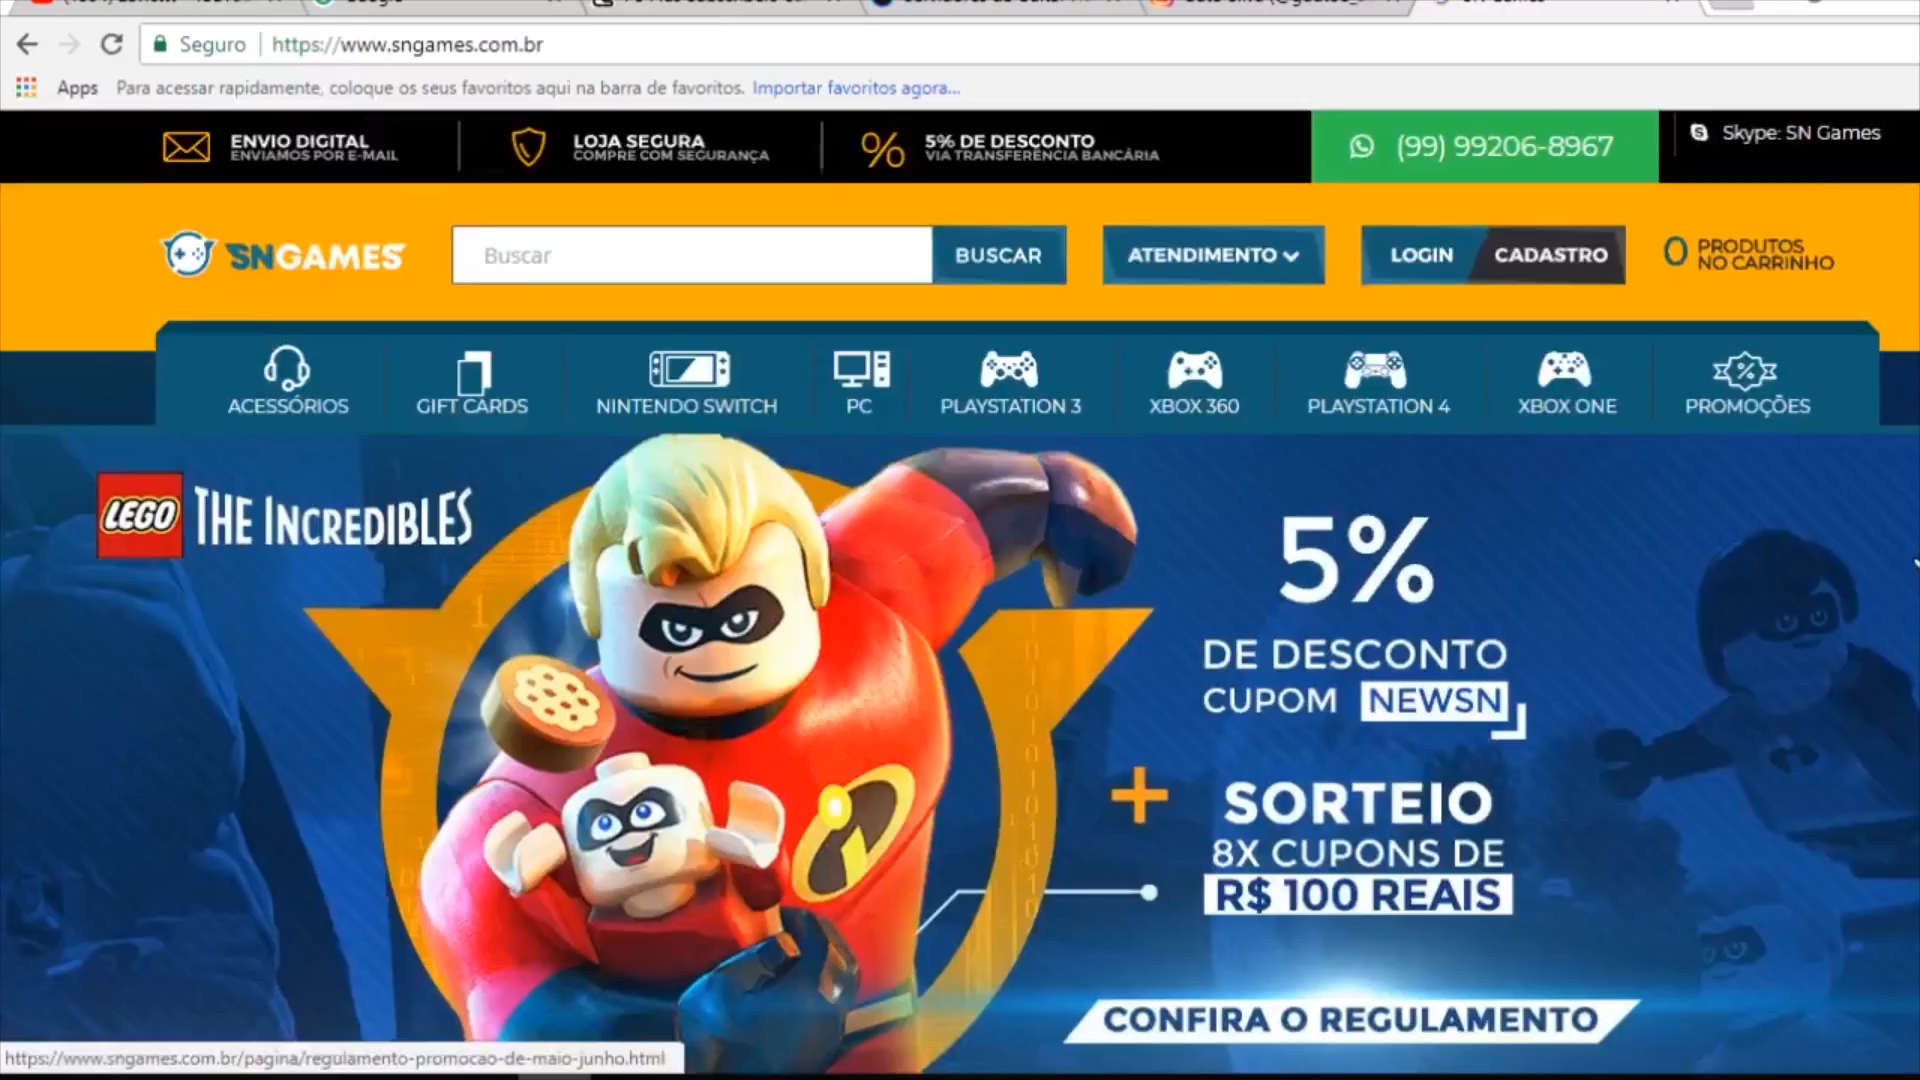 Seguro
https://www.sngames.com.br
Apps
Para acessar rapidamente, coloque os seus favoritos aqui na barra de favoritos. Importar favoritos agora...
ENVIO DIGITAL
ENVIAMOS POR E-MAIL
LOJA SEGURA
COMPRE COM SEGURANÇA
5% DE DESCONTO
VIA TRANSFERÊNCIA BANCÁRIA
(99) 99206-8967
Skype: SN Games
SNGAMES
Buscar
BUSCAR
ATENDIMENTO
LOGIN
CADASTRO
0 PRODUTOS
NO CARRINHO
ACESSÓRIOS
GIFT CARDS
NINTENDO SWITCH
PC
PLAYSTATION 3
XBOX 360
PLAYSTATION 4
XBOX ONE
PROMOÇÕES
LEGO THE INCREDIBLES
5%
DE DESCONTO
CUPOM NEWSN
+ SORTEIO
8X CUPONS DE
R$ 100 REAIS
CONFIRA O REGULAMENTO
https://www.sngames.com.br/pagina/regulamento-promocao-de-maio-junho.html